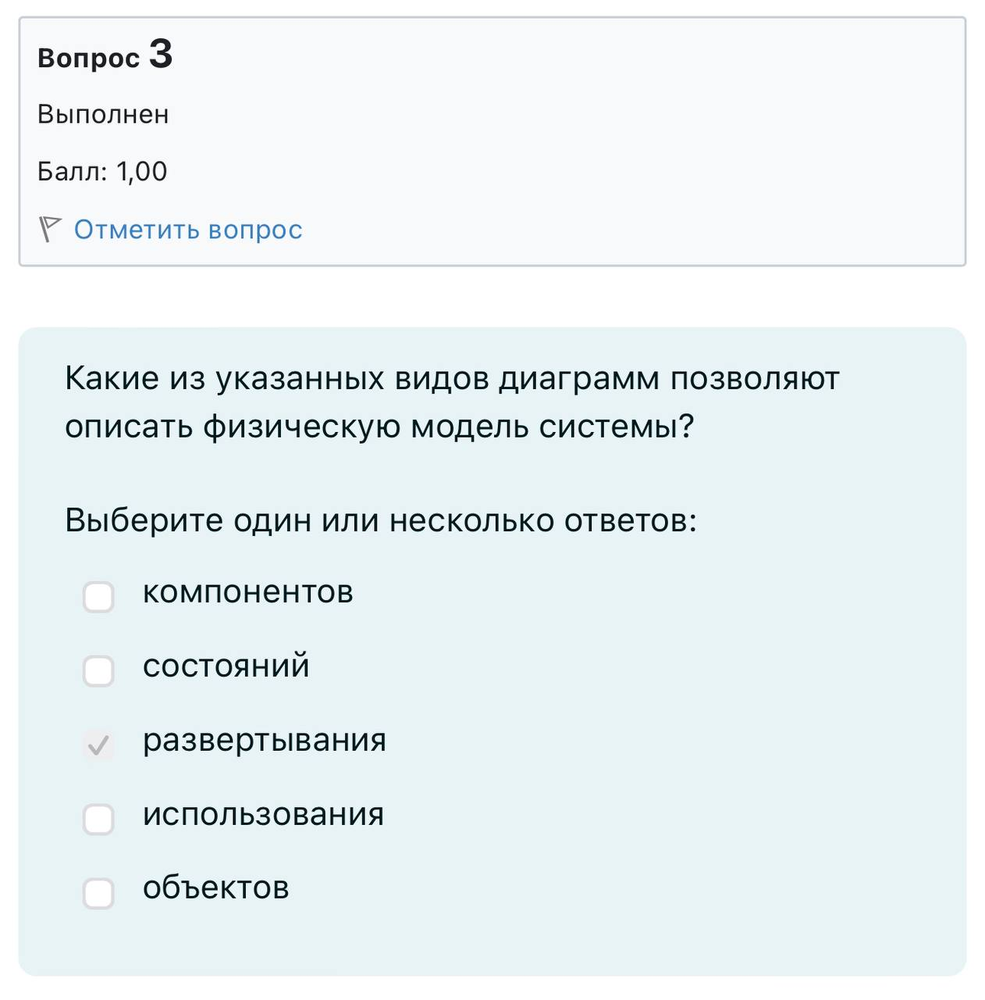 Вопрос 3
Выполнен
Балл: 1,00
Отметить вопрос
Какие из указанных видов диаграмм позволяют
описать физическую модель системы?
Выберите один или несколько ответов:
компонентов
состояний
развертывания
использования
объектов